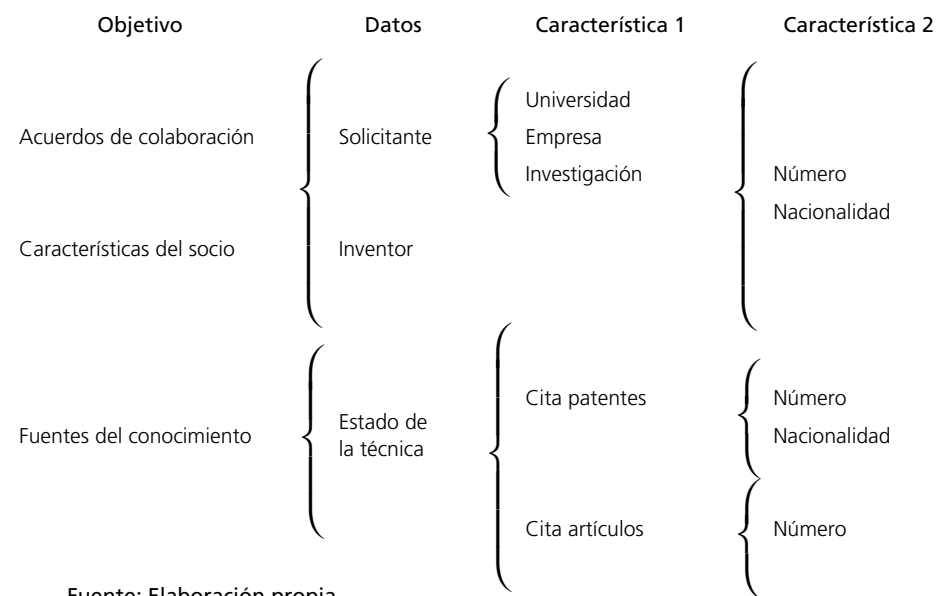 Objetivo Datos Característica 1 Característica 2
Universidad
Acuerdos de colaboración Solicitante Empresa
Investigación Número
Nacionalidad
Características del socio Inventor
Cita patentes Número
Estado de
Fuentes del conocimiento Nacionalidad
la técnica
Cita artículos Número
Fuente: Elaboración propia